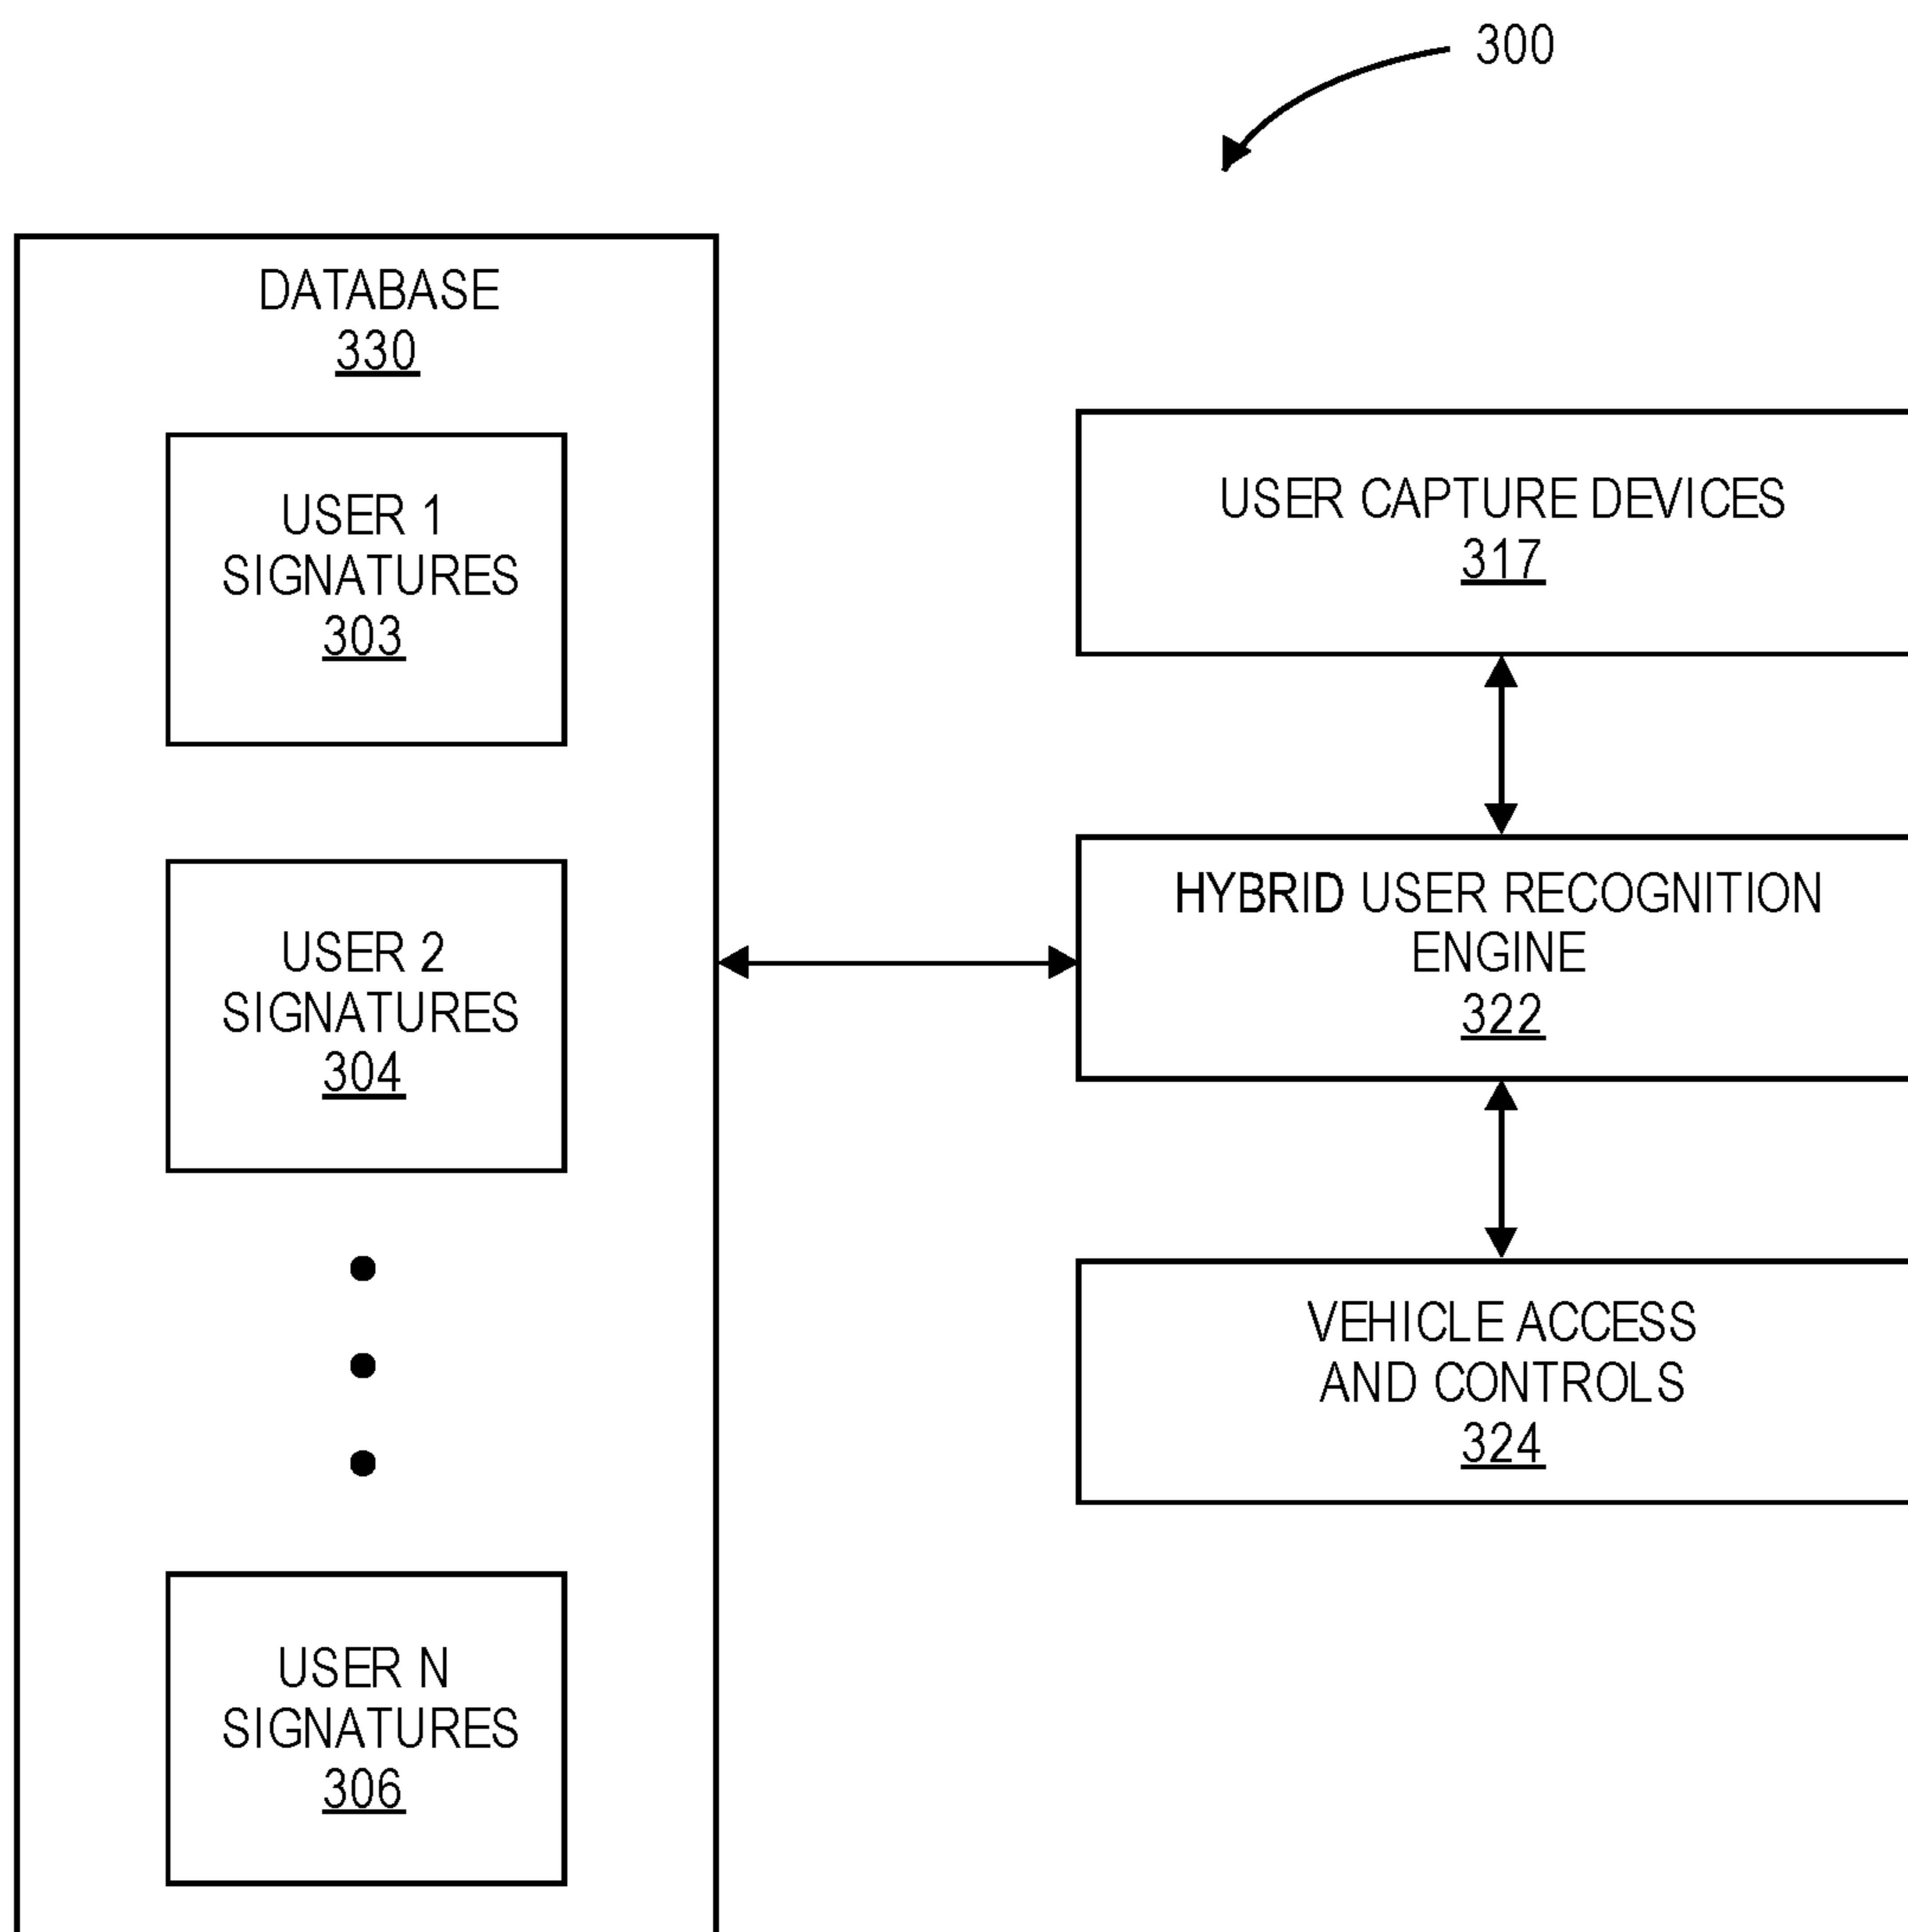 300
DATABASE
330
USER 1
SIGNATURES
303
USER 2
SIGNATURES
304
USER N
SIGNATURES
306
USER CAPTURE DEVICES
317
HYBRID USER RECOGNITION
ENGINE
322
VEHICLE ACCESS
AND CONTROLS
324